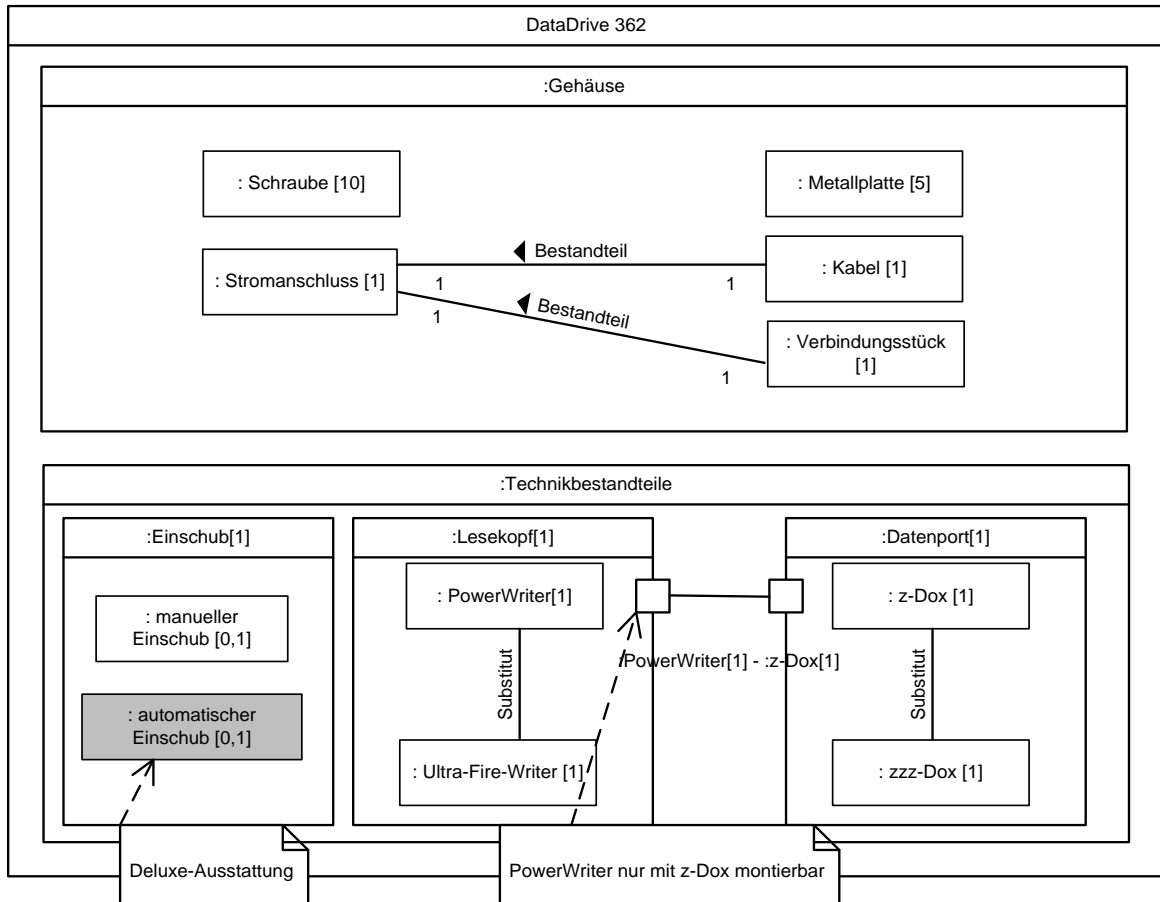 DataDrive 362
:Gehäuse
: Schraube [10]
: Metallplatte [5]
: Stromanschluss [1]
Bestandteil
1
1
: Kabel [1]
Bestandteil
1
1
: Verbindungsstück
[1]
:Technikbestandteile
:Einschub[1]
: manueller
Einschub [0,1]
: automatischer
Einschub [0,1]
:Lesekopf[1]
: PowerWriter[1]
Substitut
: Ultra-Fire-Writer [1]
:PowerWriter[1] - :z-Dox[1]
:Datenport[1]
: z-Dox [1]
Substitut
: zzz-Dox [1]
Deluxe-Ausstattung
PowerWriter nur mit z-Dox montierbar